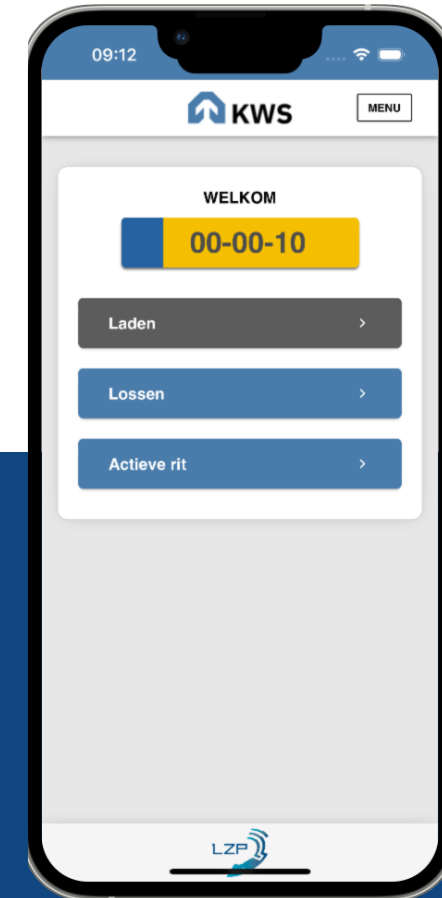 09:12
KWS
MENU
WELKOM
00-00-10
Laden
Lossen
Actieve rit
LZP